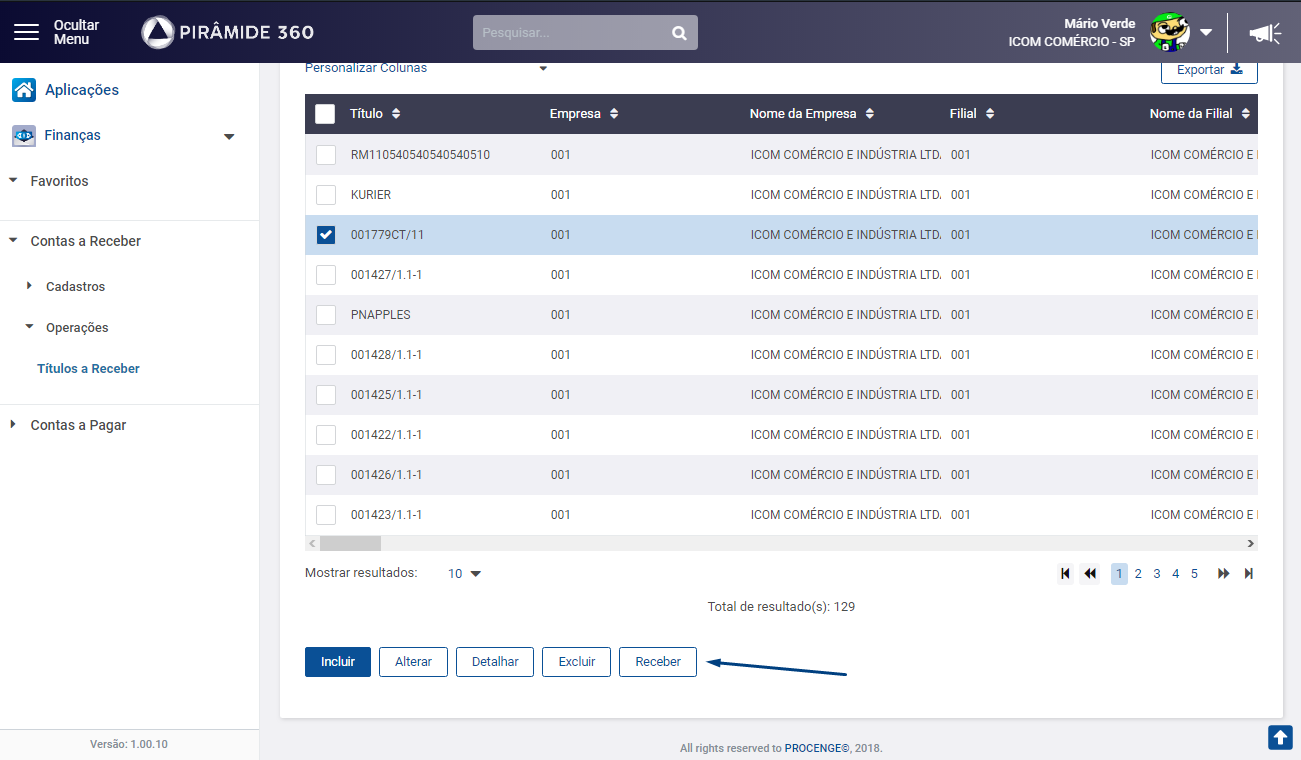 Ocultar
Menu
PIRÂMIDE 360
Pesquisar...
Mário Verde
ICOM COMÉRCIO - SP
Aplicações
Finanças
Favoritos
Contas a Receber
Cadastros
Operações
Títulos a Receber
Contas a Pagar
Versão: 1.00.10
Personalizar Colunas
Exportar
Título Empresa Nome da Empresa Filial Nome da Filial
RM110540540540540510 001 ICOM COMÉRCIO E INDÚSTRIA LTD. 001 ICOM COMÉRCIO E I
KURIER 001 ICOM COMÉRCIO E INDÚSTRIA LTD. 001 ICOM COMÉRCIO E I
001779CT/11 001 ICOM COMÉRCIO E INDÚSTRIA LTD. 001 ICOM COMÉRCIO E I
001427/1.1-1 001 ICOM COMÉRCIO E INDÚSTRIA LTD. 001 ICOM COMÉRCIO E I
PNAPPLES 001 ICOM COMÉRCIO E INDÚSTRIA LTD. 001 ICOM COMÉRCIO E I
001428/1.1-1 001 ICOM COMÉRCIO E INDÚSTRIA LTD. 001 ICOM COMÉRCIO E I
001425/1.1-1 001 ICOM COMÉRCIO E INDÚSTRIA LTD. 001 ICOM COMÉRCIO E I
001422/1.1-1 001 ICOM COMÉRCIO E INDÚSTRIA LTD. 001 ICOM COMÉRCIO E I
001426/1.1-1 001 ICOM COMÉRCIO E INDÚSTRIA LTD. 001 ICOM COMÉRCIO E I
001423/1.1-1 001 ICOM COMÉRCIO E INDÚSTRIA LTD. 001 ICOM COMÉRCIO E I
Mostrar resultados: 10 1 2 3 4 5
Total de resultado(s): 129
Incluir Alterar Detalhar Excluir Receber
All rights reserved to PROCENGE©, 2018.